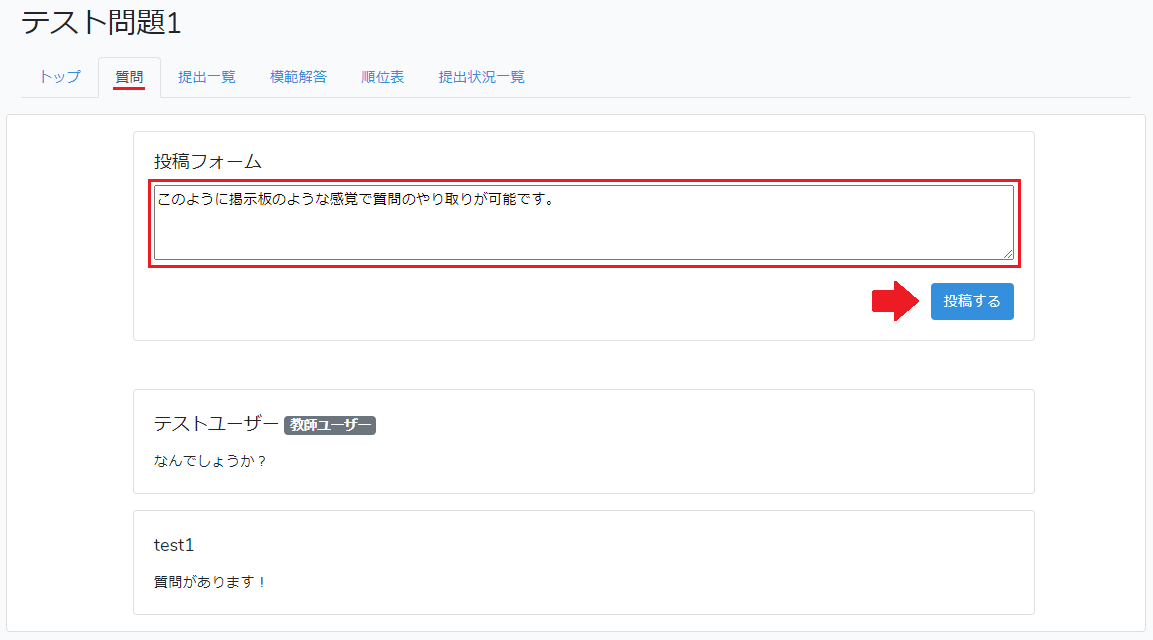 テスト問題1
トップ 質問 提出一覧 模範解答 順位表 提出状況一覧
投稿フォーム
このように掲示板のような感覚で質問のやり取りが可能です。
投稿する
テストユーザー 教師ユーザー
なんでしょうか？
test1
質問があります！